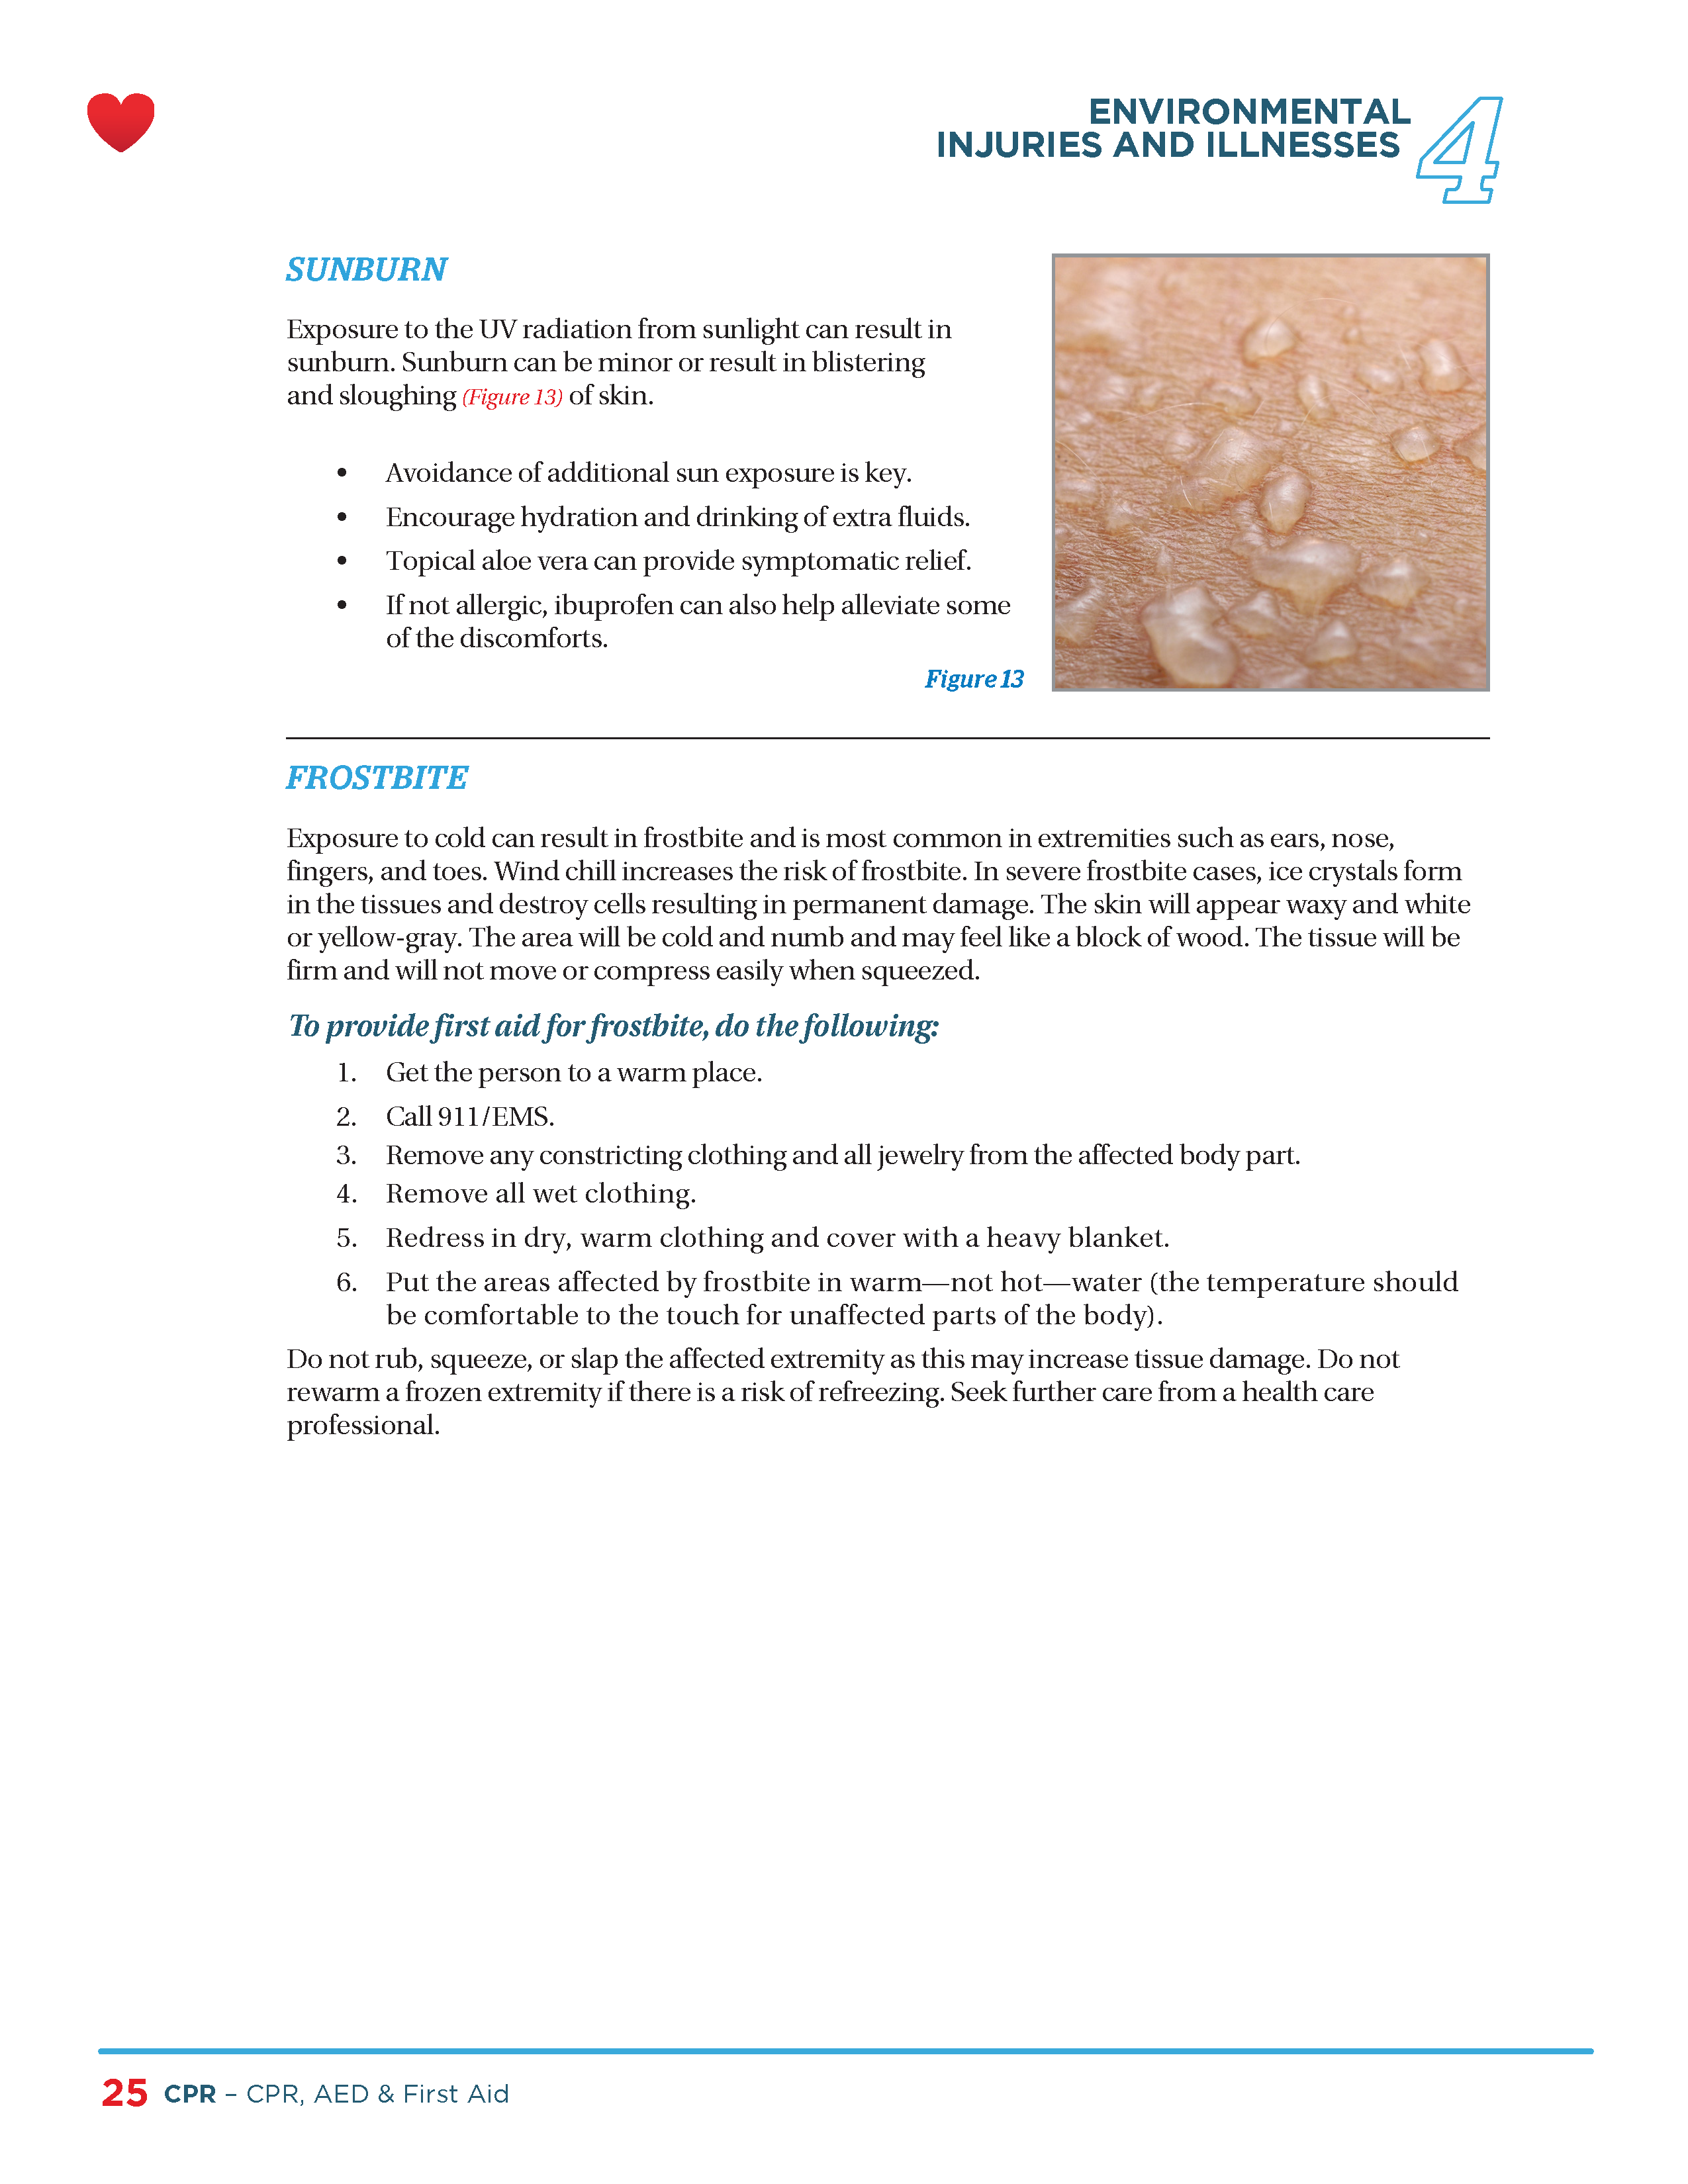 ENVIRONMENTAL
INJURIES AND ILLNESSES
4
SUNBURN
Exposure to the UV radiation from sunlight can result in
sunburn. Sunburn can be minor or result in blistering
and sloughing (Figure 13) of skin.
• Avoidance of additional sun exposure is key.
• Encourage hydration and drinking of extra fluids.
• Topical aloe vera can provide symptomatic relief.
• If not allergic, ibuprofen can also help alleviate some
of the discomforts.
Figure 13
FROSTBITE
Exposure to cold can result in frostbite and is most common in extremities such as ears, nose,
fingers, and toes. Wind chill increases the risk of frostbite. In severe frostbite cases, ice crystals form
in the tissues and destroy cells resulting in permanent damage. The skin will appear waxy and white
or yellow-gray. The area will be cold and numb and may feel like a block of wood. The tissue will be
firm and will not move or compress easily when squeezed.
To provide first aid for frostbite, do the following:
1. Get the person to a warm place.
2. Call 911/EMS.
3. Remove any constricting clothing and all jewelry from the affected body part.
4. Remove all wet clothing.
5. Redress in dry, warm clothing and cover with a heavy blanket.
6. Put the areas affected by frostbite in warm—not hot—water (the temperature should
be comfortable to the touch for unaffected parts of the body).
Do not rub, squeeze, or slap the affected extremity as this may increase tissue damage. Do not
rewarm a frozen extremity if there is a risk of refreezing. Seek further care from a health care
professional.
25 CPR – CPR, AED & First Aid